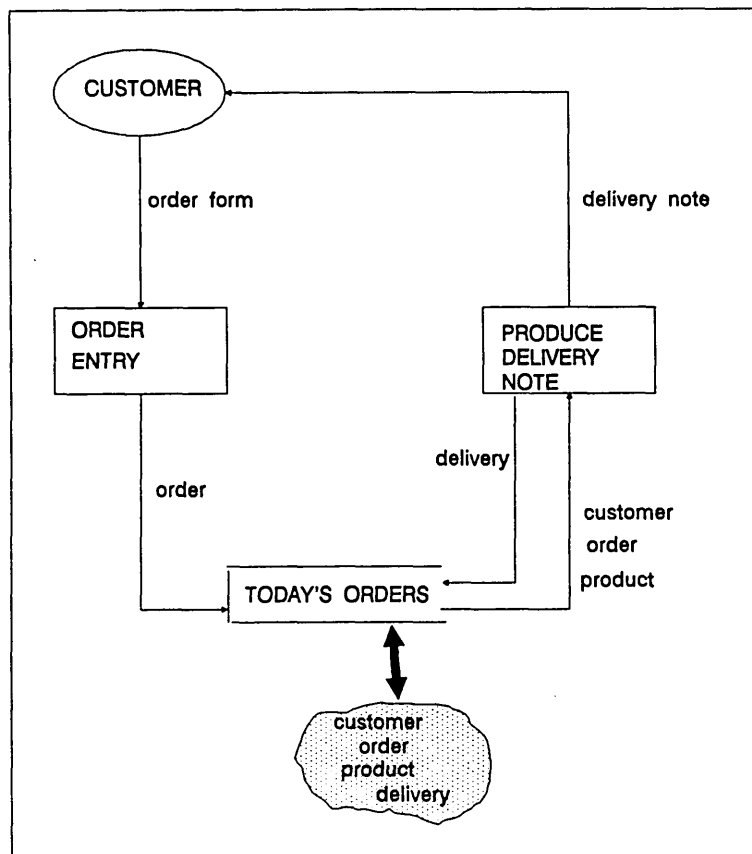 CUSTOMER
order form
delivery note
ORDER
ENTRY
PRODUCE
DELIVERY
NOTE
order
delivery
customer
order
product
TODAY'S ORDERS
customer
order
product
delivery